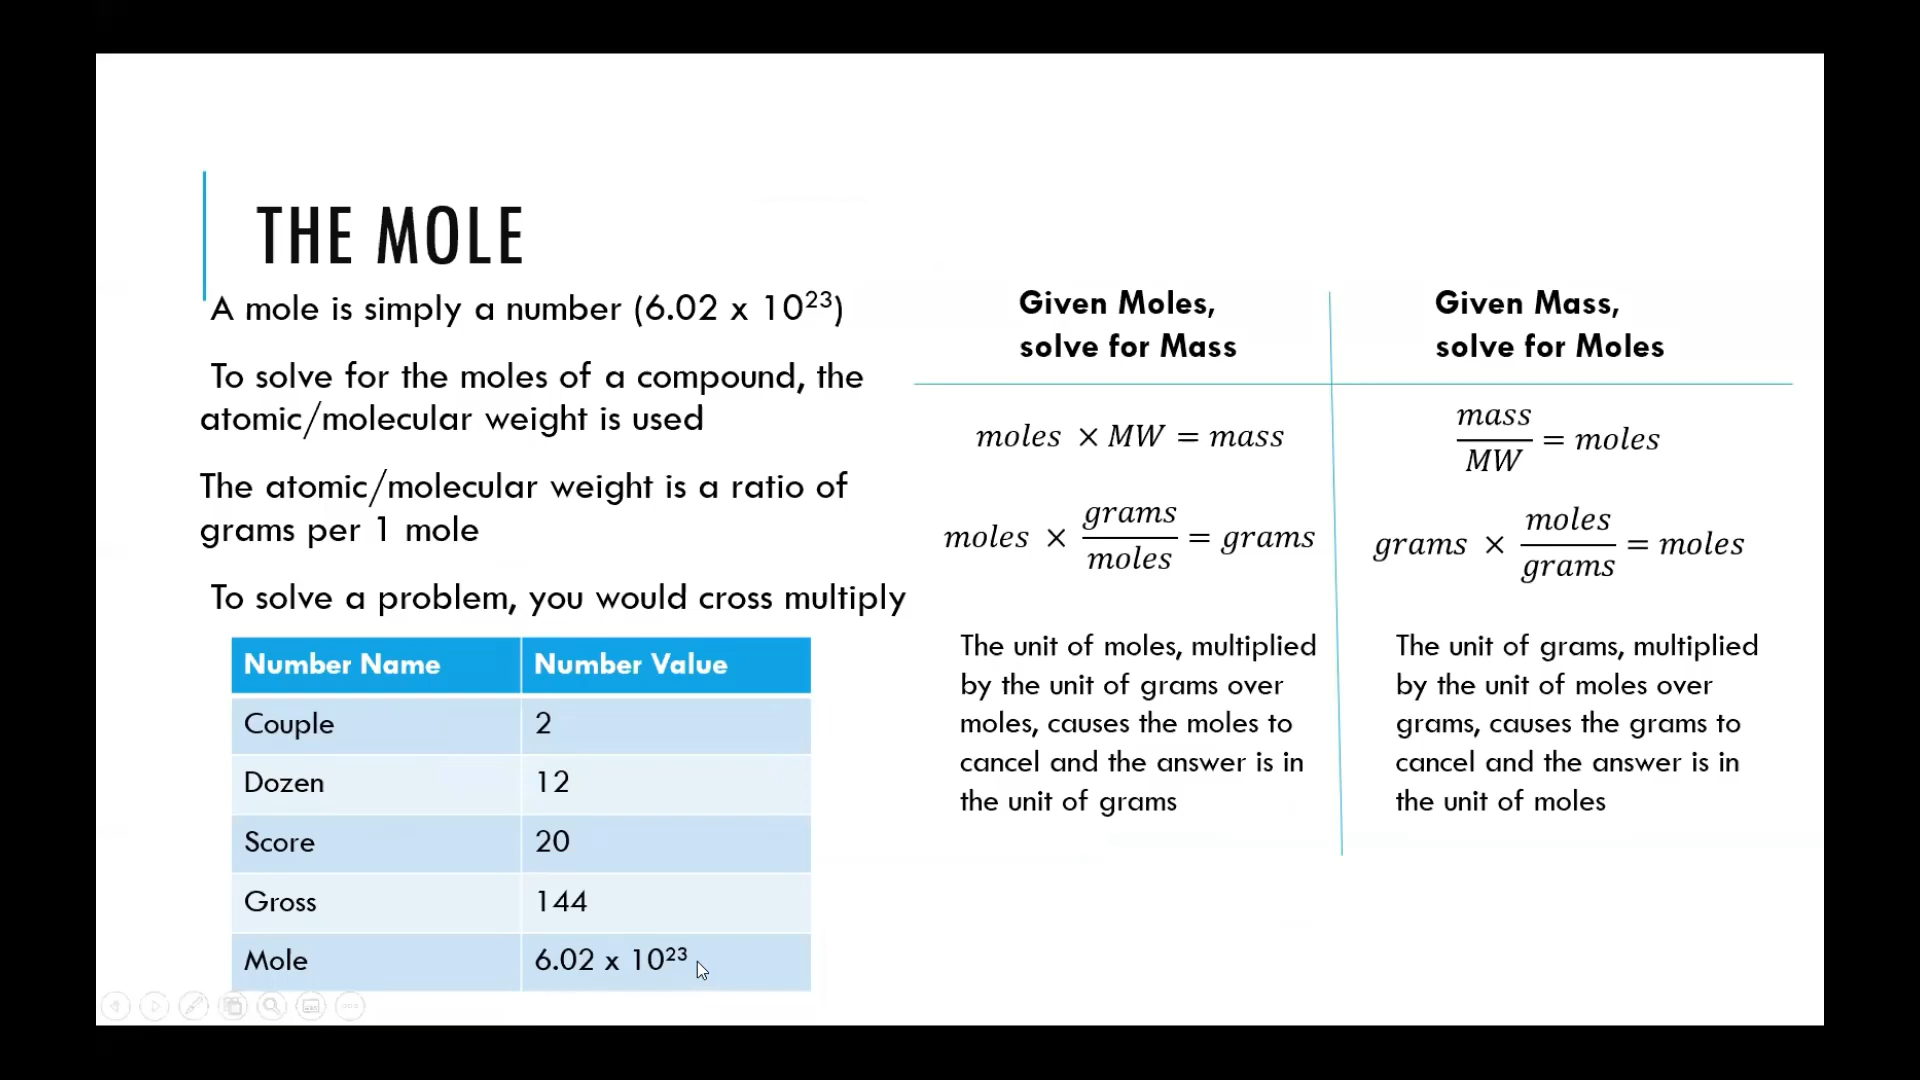 THE MOLE
A mole is simply a number (6.02 x 10²³)
To solve for the moles of a compound, the
atomic/molecular weight is used
The atomic/molecular weight is a ratio of
grams per 1 mole
To solve a problem, you would cross multiply
Number Name Number Value
Couple 2
Dozen 12
Score 20
Gross 144
Mole 6.02 x 10²³
Given Moles,
solve for Mass
moles × MW = mass
moles × grams/moles = grams
The unit of moles, multiplied
by the unit of grams over
moles, causes the moles to
cancel and the answer is in
the unit of grams
Given Mass,
solve for Moles
mass/MW = moles
grams × moles/grams = moles
The unit of grams, multiplied
by the unit of moles over
grams, causes the grams to
cancel and the answer is in
the unit of moles